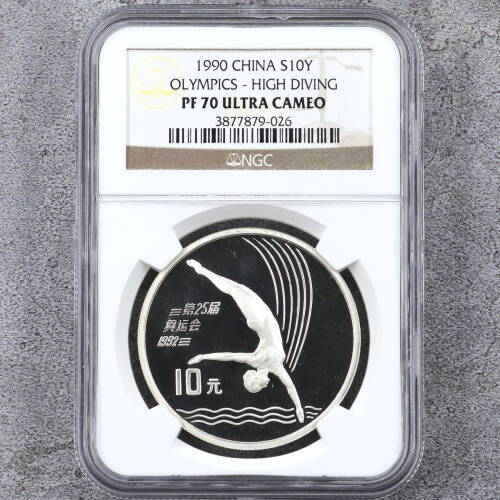 1990 CHINA S10Y
OLYMPICS - HIGH DIVING
PF 70 ULTRA CAMEO
3877879-026
NGC
第25届
奥运会
1992
10元